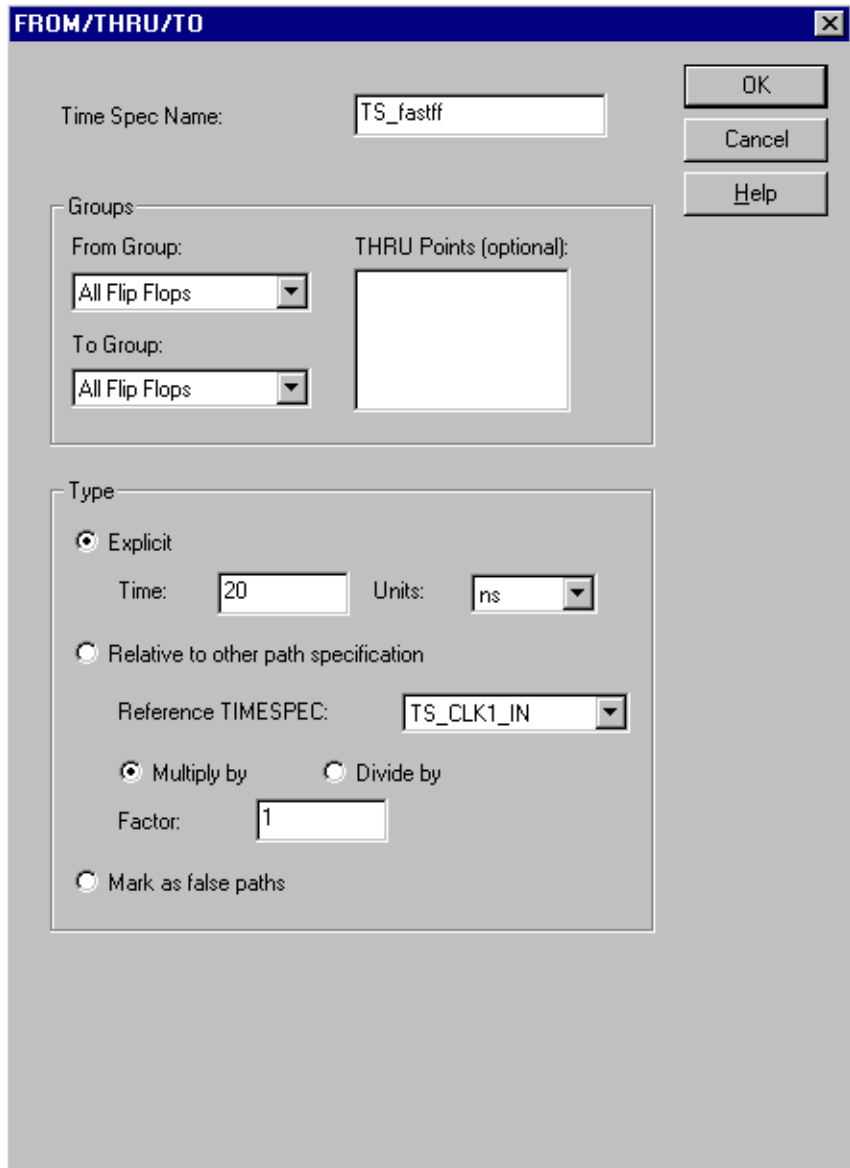 FROM/THRU/TO
OK
Time Spec Name: TS_fastff
Cancel
Help
Groups
From Group: THRU Points (optional):
All Flip Flops
To Group:
All Flip Flops
Type
Explicit
Time: 20 Units: ns
Relative to other path specification
Reference TIMESPEC: TS_CLK1_IN
Multiply by Divide by
Factor: 1
Mark as false paths